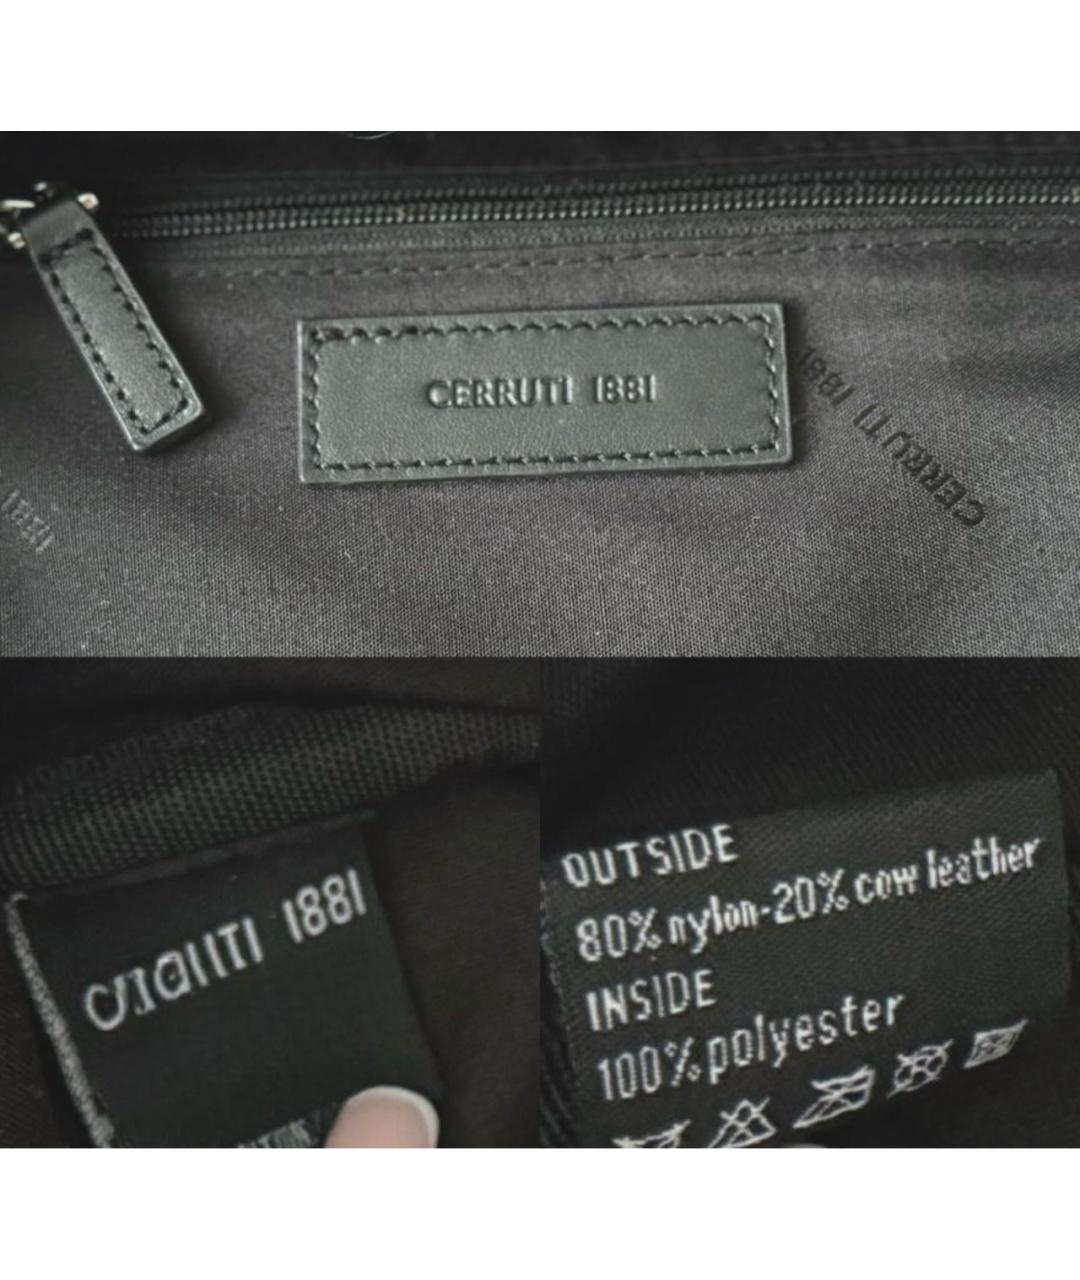 CERRUTI 1881
CERRUTI 1881
1881
1881
OUTSIDE
80% nylon-20% cow leather
INSIDE
100% polyester